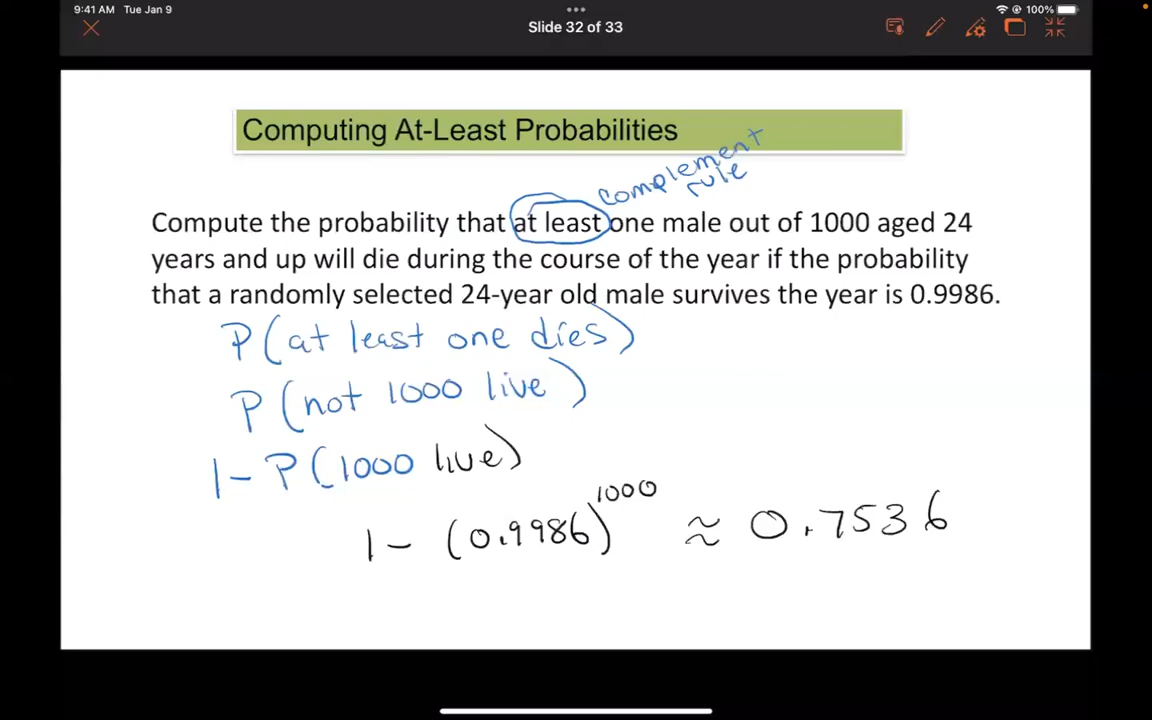 9:41 AM Tue Jan 9
100%
Slide 32 of 33
Computing At-Least Probabilities
complement
rule
Compute the probability that at least one male out of 1000 aged 24
years and up will die during the course of the year if the probability
that a randomly selected 24-year old male survives the year is 0.9986.
P(at least one dies)
P(not 1000 live)
1-P(1000 live)
1-(0.9986)^1000 ≈ 0.7536